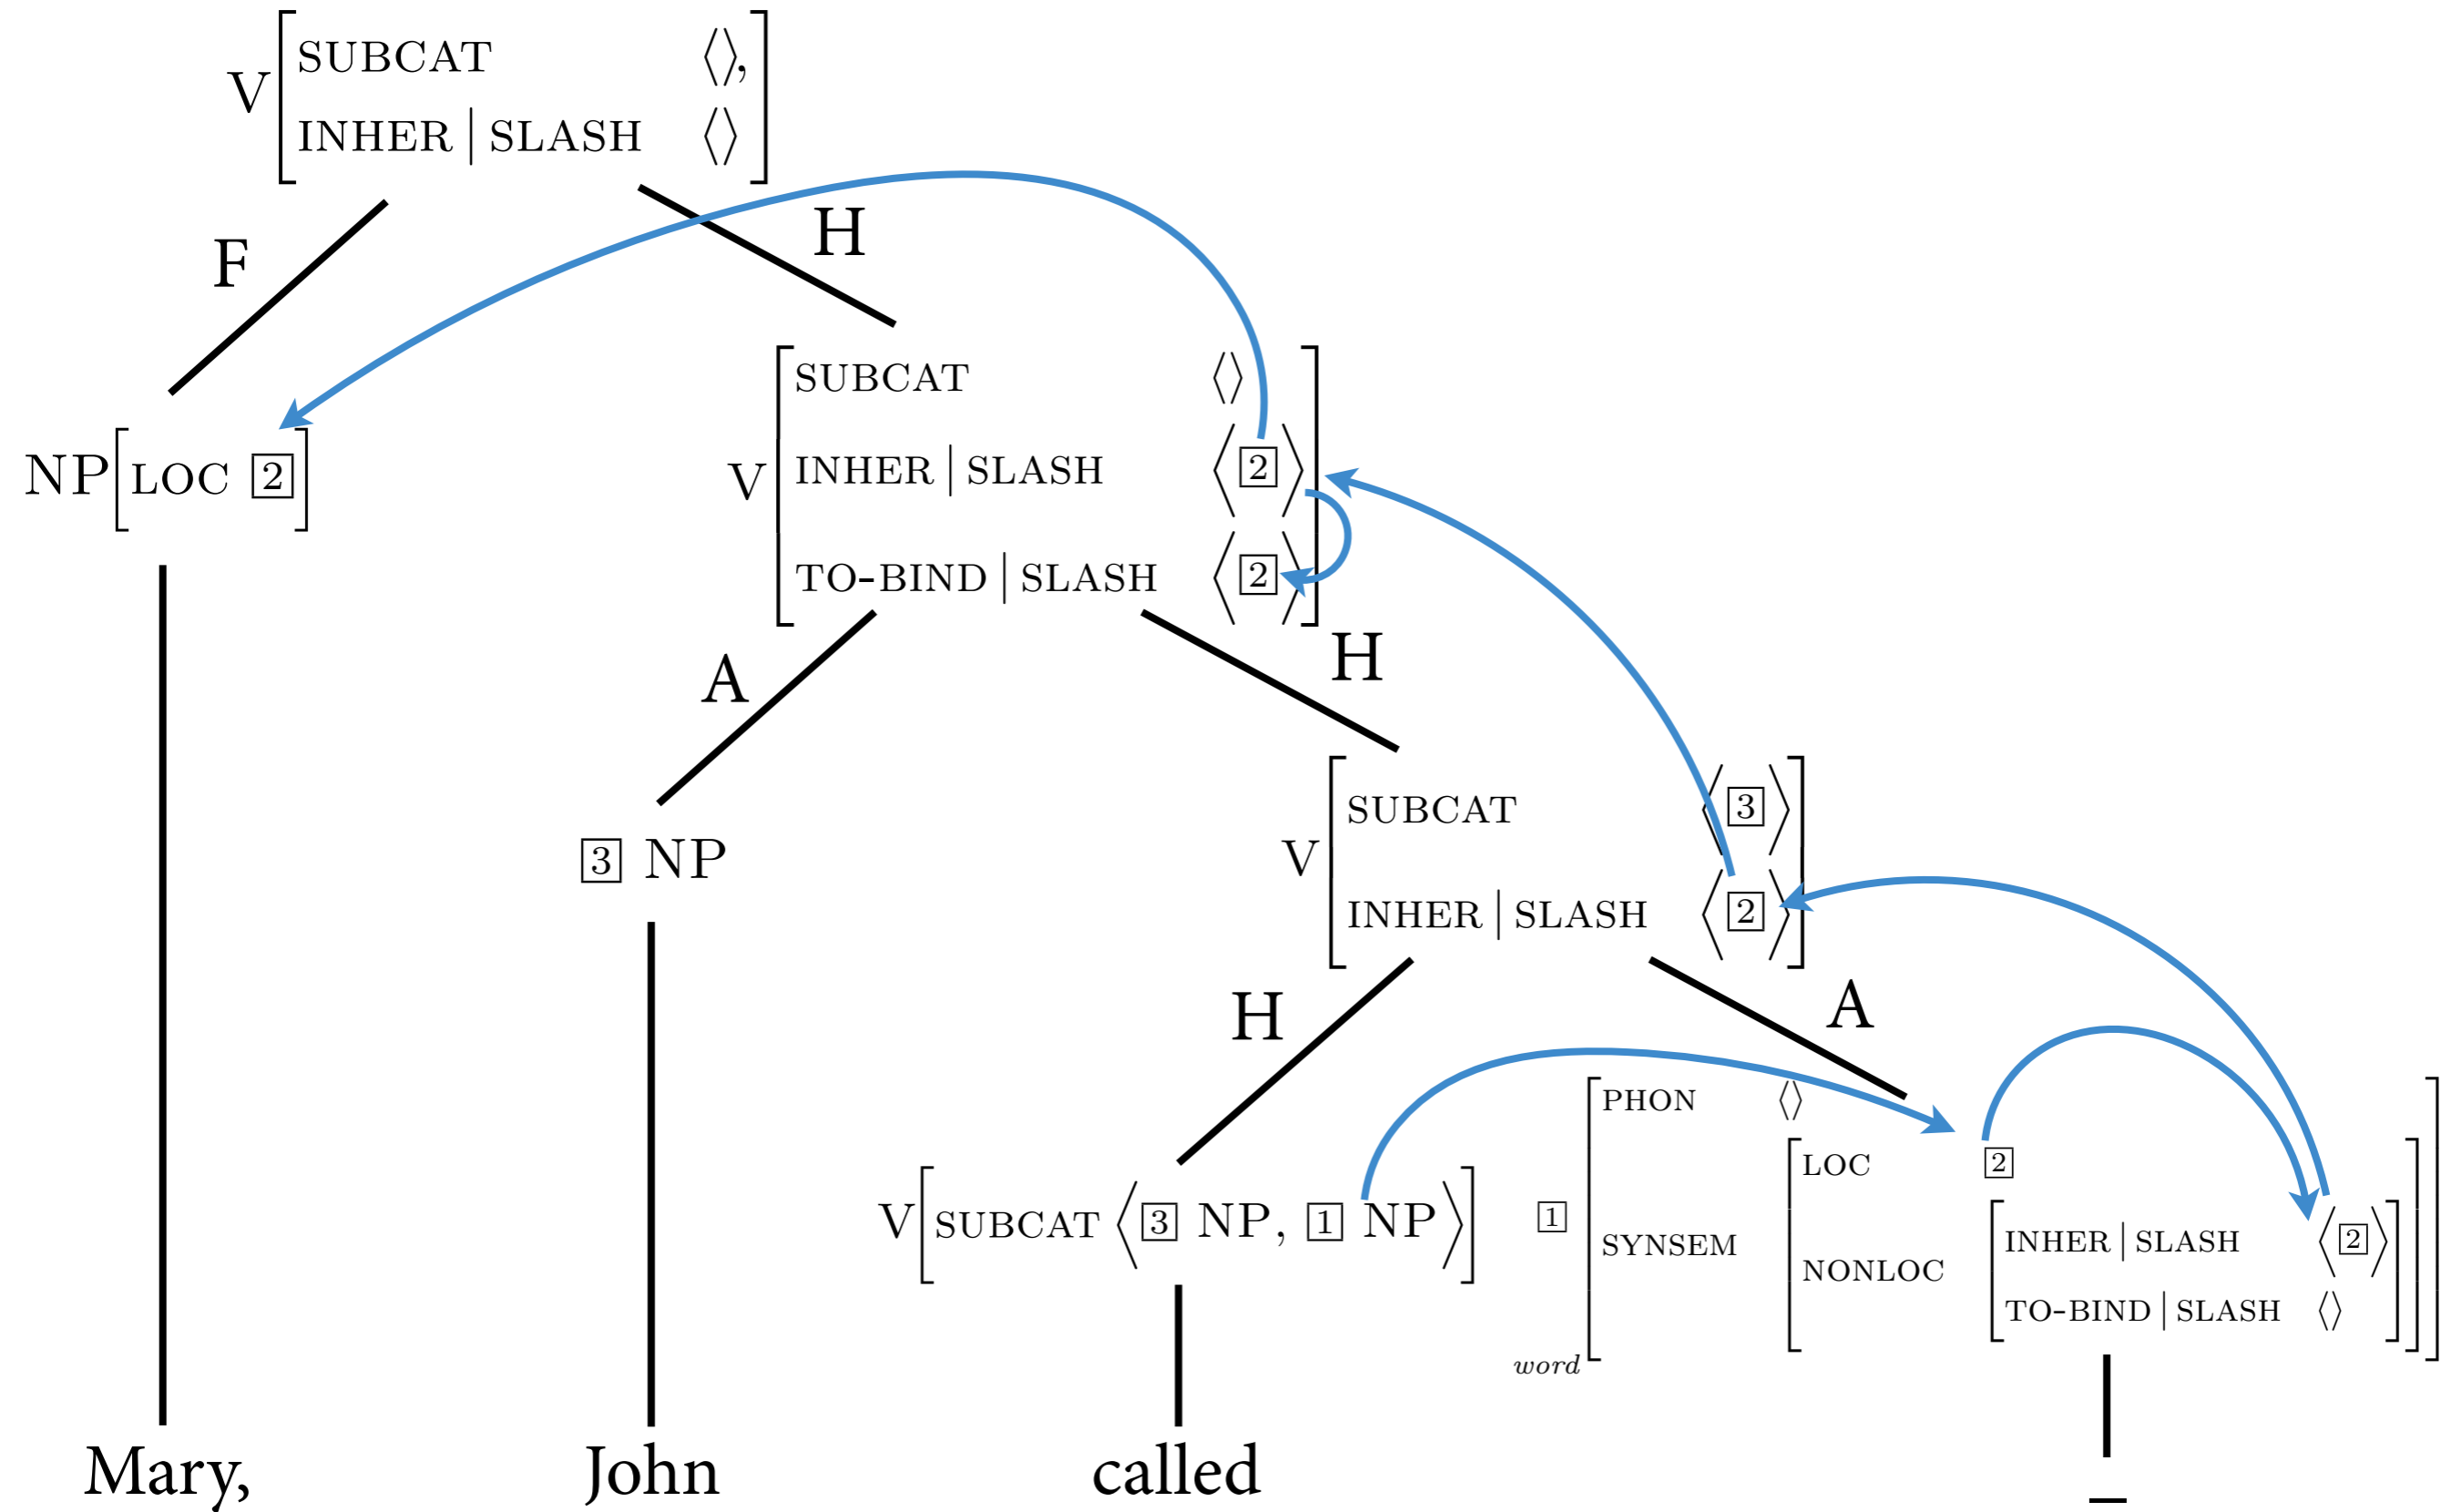 SUBCAT ⟨⟩,
V
INHER | SLASH ⟨⟩
F
H
SUBCAT ⟨⟩
V INHER | SLASH ⟨2⟩
TO-BIND | SLASH ⟨2⟩
NP[LOC 2]
A
H
SUBCAT ⟨3⟩
V
INHER | SLASH ⟨2⟩
3 NP
H
A
V[SUBCAT ⟨3 NP, 1 NP⟩]
PHON ⟨⟩
LOC 2
1
SYNSEM
INHER | SLASH ⟨2⟩
NONLOC
TO-BIND | SLASH ⟨⟩
word
Mary, John called _